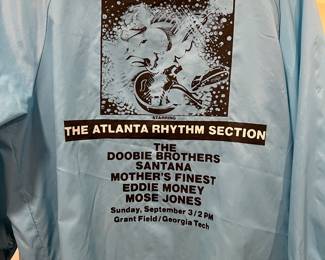 STARRING
THE ATLANTA RHYTHM SECTION
THE
DOOBIE BROTHERS
SANTANA
MOTHER'S FINEST
EDDIE MONEY
MOSE JONES
Sunday, September 3/2 PM
Grant Field/Georgia Tech